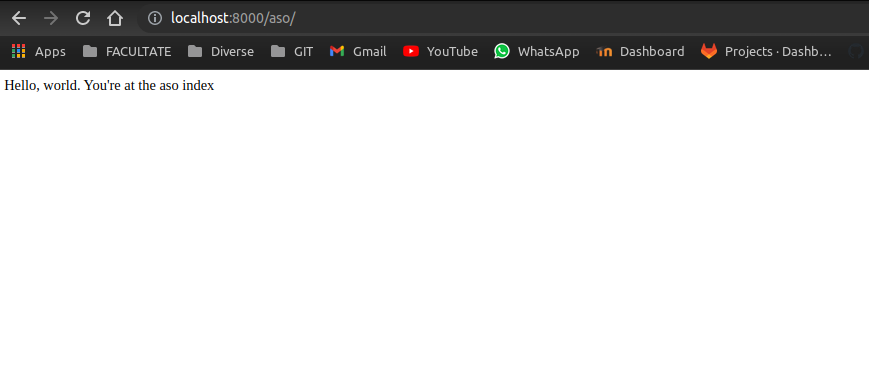 localhost:8000/aso/
Apps FACULTATE Diverse GIT Gmail YouTube WhatsApp Dashboard Projects · Dashb...
Hello, world. You're at the aso index